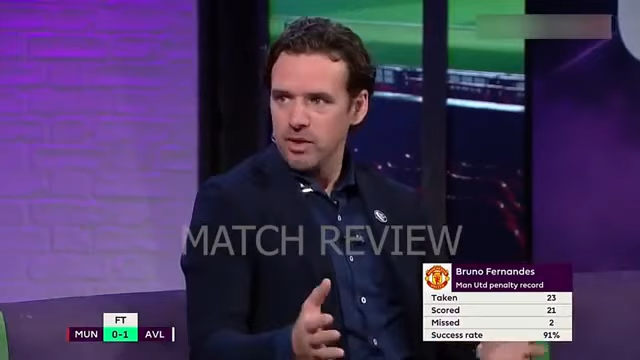 MATCH REVIEW
Bruno Fernandes
Man Utd penalty record
Taken 23
Scored 21
Missed 2
Success rate 91%
FT
MUN 0-1 AVL